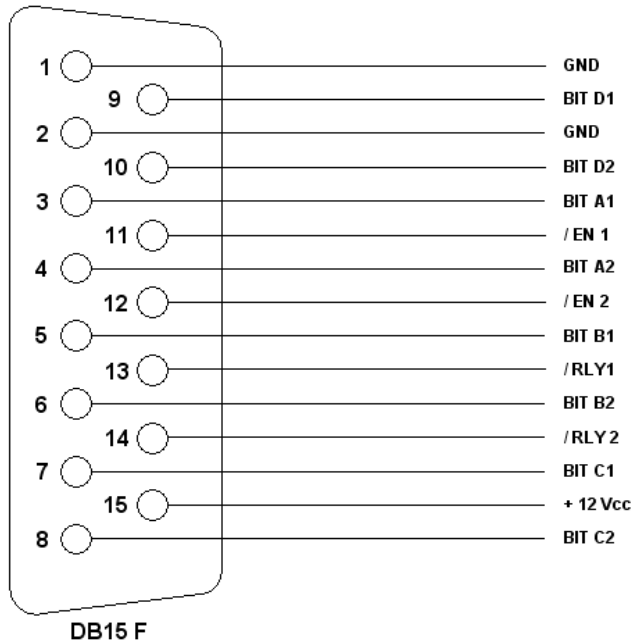 1 GND
9 BIT D1
2 GND
10 BIT D2
3 BIT A1
11 / EN 1
4 BIT A2
12 / EN 2
5 BIT B1
13 / RLY1
6 BIT B2
14 / RLY 2
7 BIT C1
15 + 12 Vcc
8 BIT C2
DB15 F